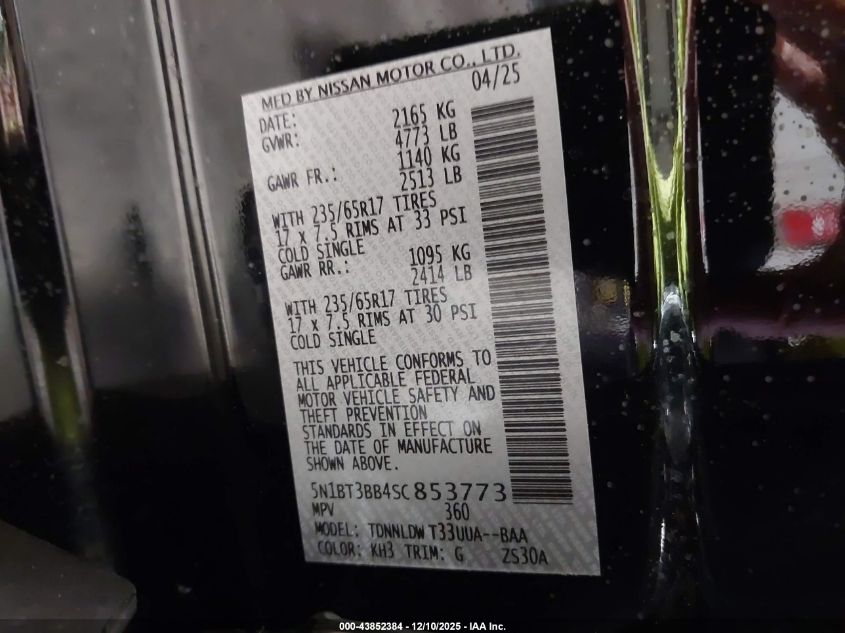 MFD BY NISSAN MOTOR CO., LTD.
DATE: 04/25
GVWR: 2165 KG
4773 LB
GAWR FR.: 1140 KG
2513 LB
WITH 235/65R17 TIRES
17 X 7.5 RIMS AT 33 PSI
COLD SINGLE
GAWR RR.: 1095 KG
2414 LB
WITH 235/65R17 TIRES
17 X 7.5 RIMS AT 30 PSI
COLD SINGLE
THIS VEHICLE CONFORMS TO
ALL APPLICABLE FEDERAL
MOTOR VEHICLE SAFETY AND
THEFT PREVENTION
STANDARDS IN EFFECT ON
THE DATE OF MANUFACTURE
SHOWN ABOVE.
5N1BT3BB4SC853773
MPV 360
MODEL: TDNNLDW T33UUA--BAA
COLOR: KH3 TRIM: G ZS30A
000-43852384 - 12/10/2025 - IAA Inc.